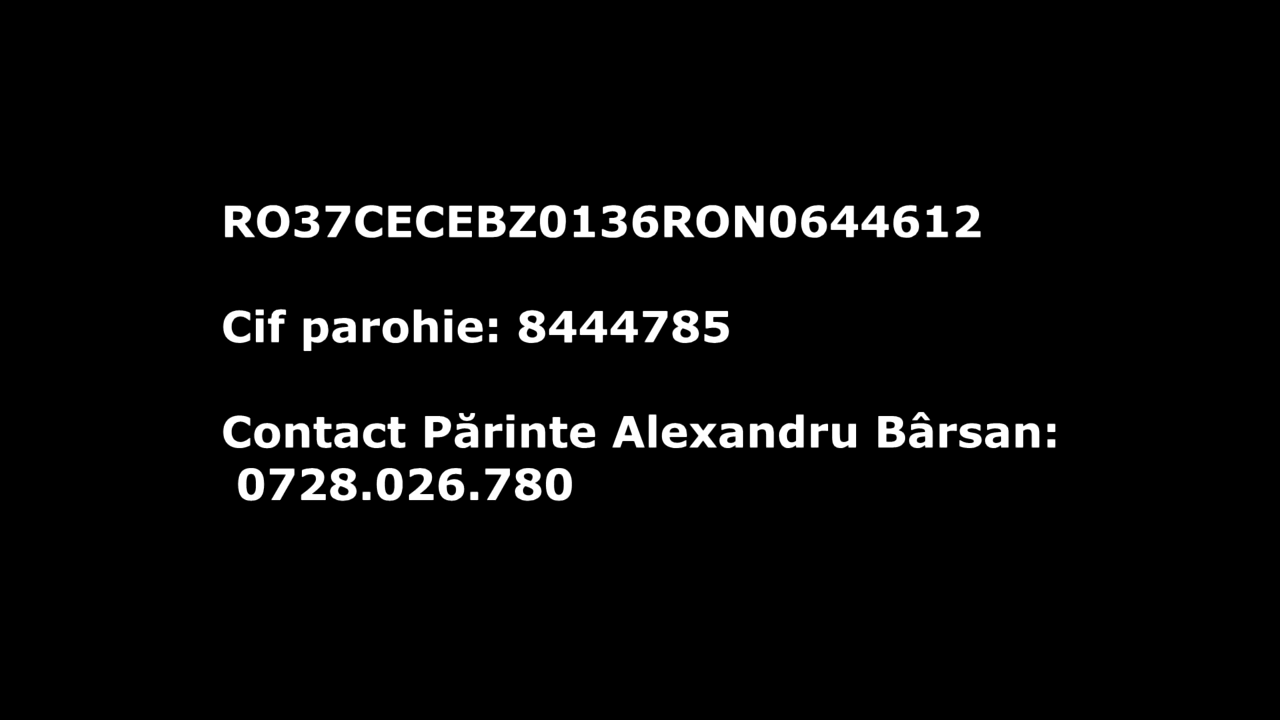 RO37CECEBZ0136RON0644612
Cif parohie: 8444785
Contact Părinte Alexandru Bârsan:
0728.026.780